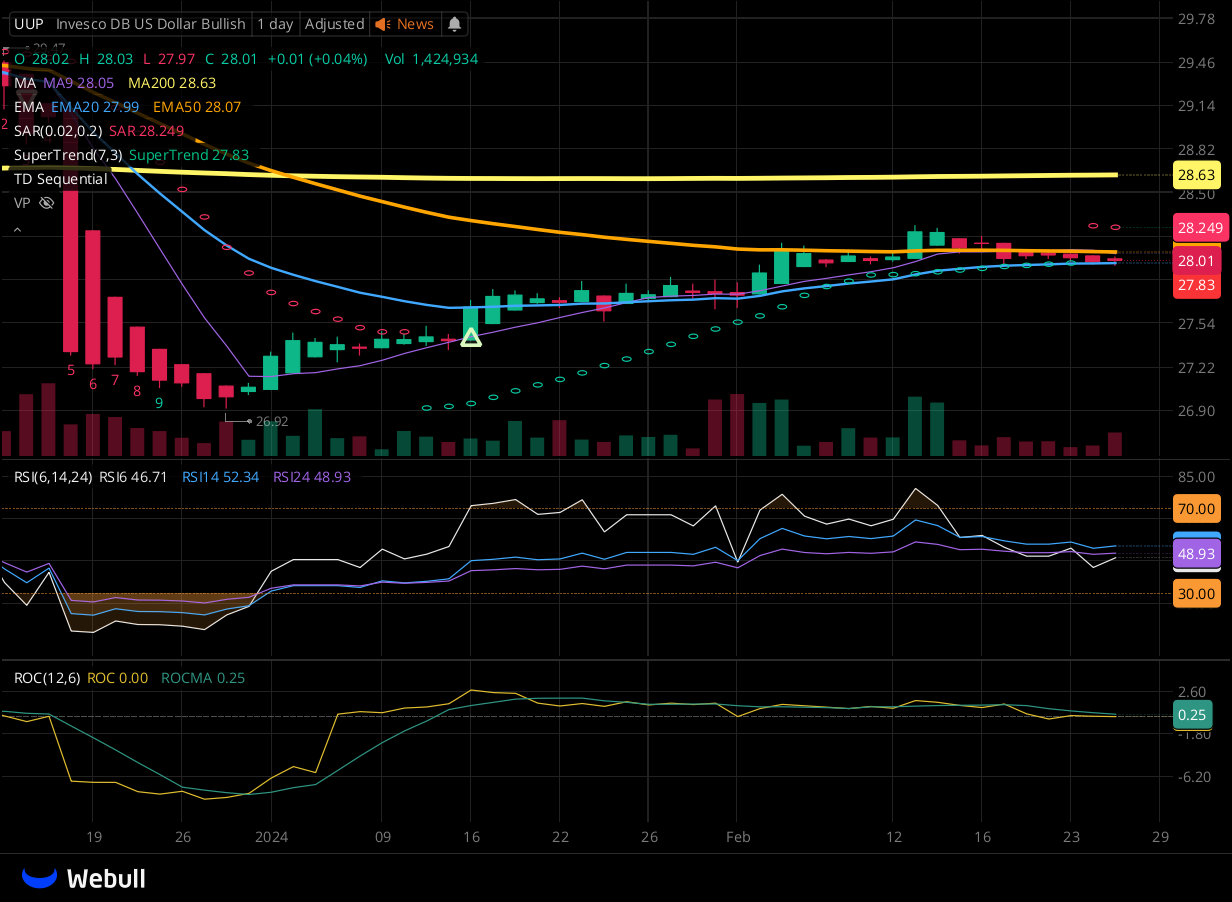 UUP Invesco DB US Dollar Bullish 1 day Adjusted News
29.78
29.47
O 28.02 H 28.03 L 27.97 C 28.01 +0.01 (+0.04%) Vol 1,424,934
29.46
MA MA9 28.05 MA200 28.63
EMA EMA20 27.99 EMA50 28.07
29.14
2
SAR(0.02,0.2) SAR 28.249
28.82
SuperTrend(7,3) SuperTrend 27.83
TD Sequential
28.63
28.50
VP
28.249
28.01
27.83
27.54
5 6 7 8 9
27.22
26.92
26.90
RSI(6,14,24) RSI6 46.71 RSI14 52.34 RSI24 48.93
85.00
70.00
48.93
30.00
ROC(12,6) ROC 0.00 ROCMA 0.25
2.60
0.25
-1.80
-6.20
19 26 2024 09 16 22 26 Feb 12 16 23 29
Webull